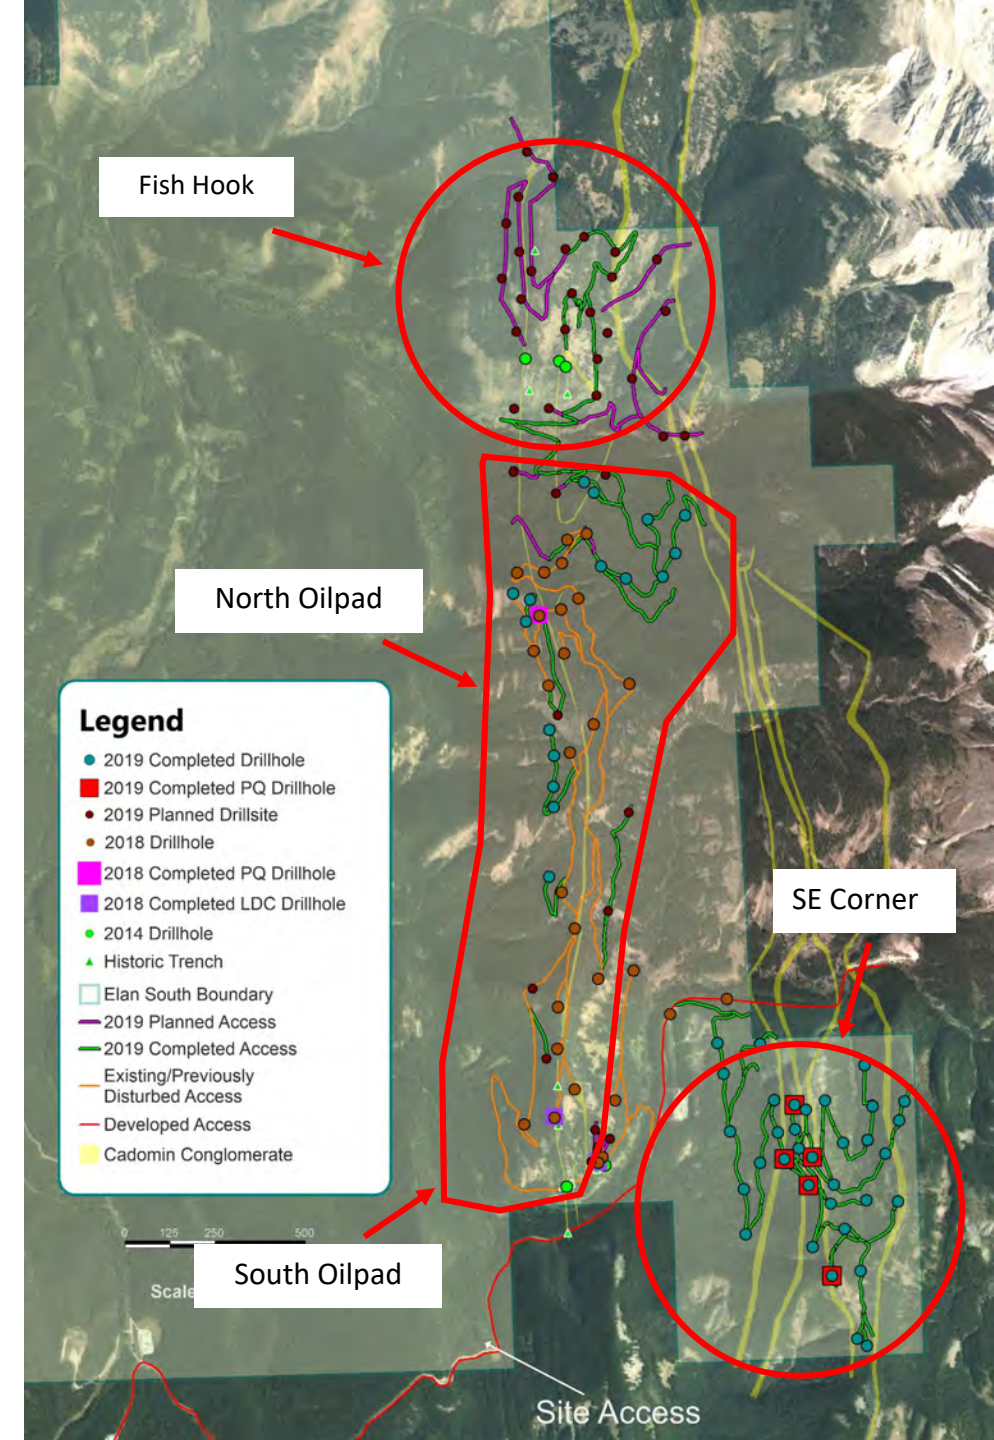 Fish Hook
North Oilpad
Legend
2019 Completed Drillhole
2019 Completed PQ Drillhole
2019 Planned Drillsite
2018 Drillhole
2018 Completed PQ Drillhole
2018 Completed LDC Drillhole
2014 Drillhole
Historic Trench
Elan South Boundary
2019 Planned Access
2019 Completed Access
Existing/Previously
Disturbed Access
Developed Access
Cadomin Conglomerate
SE Corner
0 125 250 500
Scale
South Oilpad
Site Access